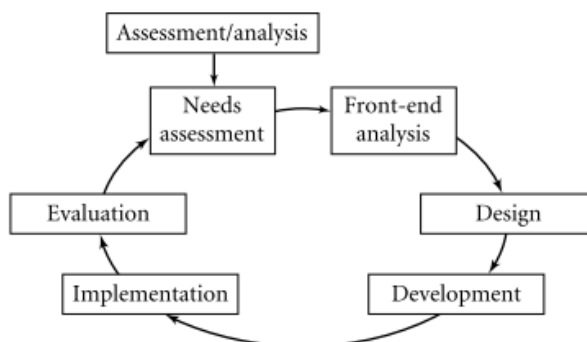 Assessment/analysis
Needs
assessment
Front-end
analysis
Evaluation
Design
Implementation
Development